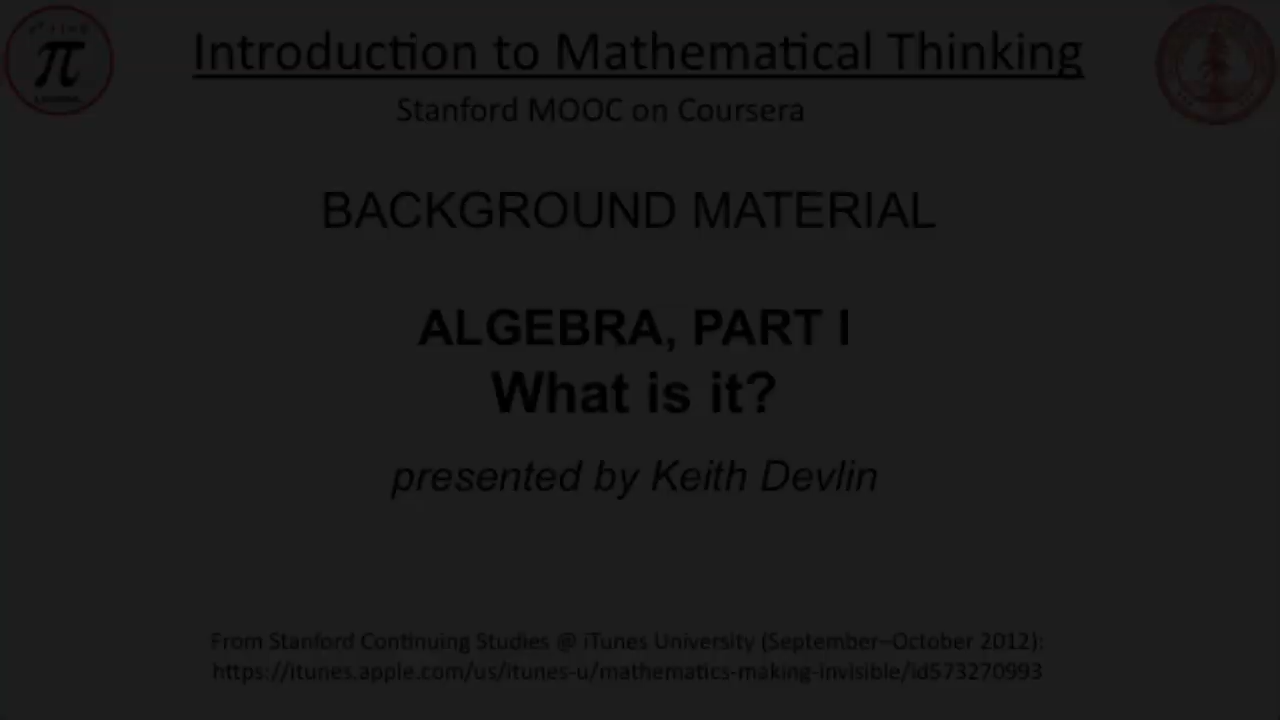 π
Introduction to Mathematical Thinking
Stanford MOOC on Coursera
BACKGROUND MATERIAL
ALGEBRA, PART I
What is it?
presented by Keith Devlin
From Stanford Continuing Studies @ iTunes University (September–October 2012):
https://itunes.apple.com/us/itunes-u/mathematics-making-invisible/id573270993